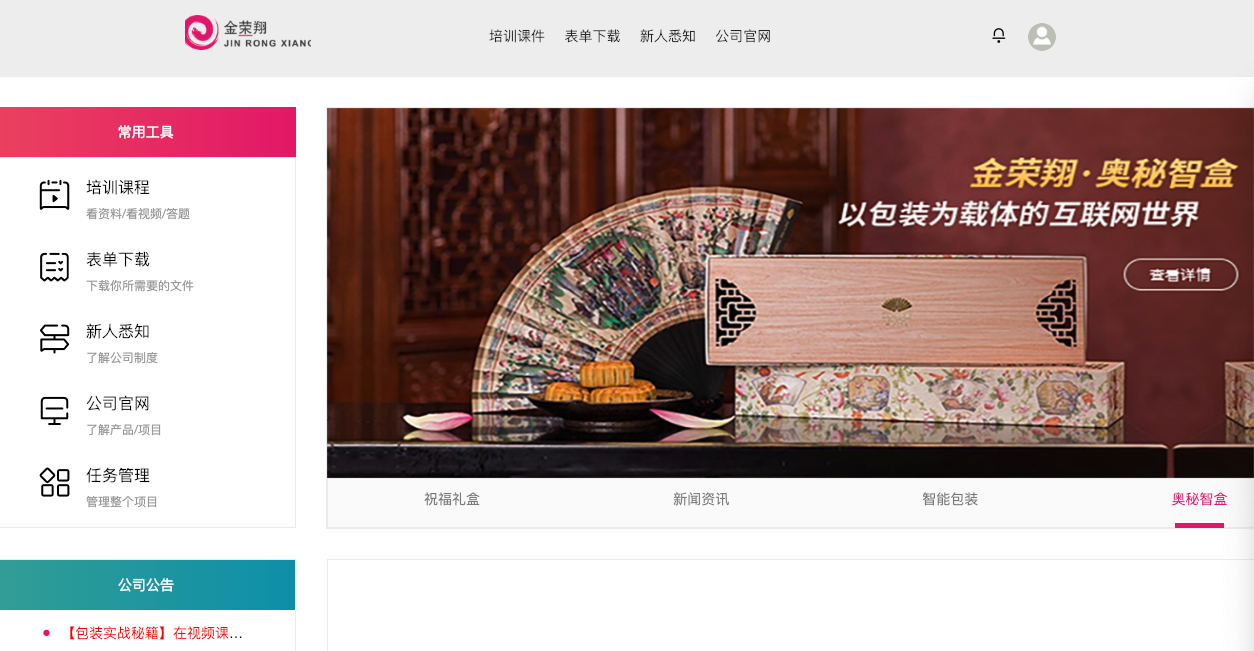 金荣翔
JIN RONG XIANG
培训课件 表单下载 新人悉知 公司官网
常用工具
培训课程
看资料/看视频/答题
表单下载
下载你所需要的文件
新人悉知
了解公司制度
公司官网
了解产品/项目
任务管理
管理整个项目
金荣翔·奥秘智盒
以包装为载体的互联网世界
查看详情
祝福礼盒 新闻资讯 智能包装 奥秘智盒
公司公告
【包装实战秘籍】在视频课...